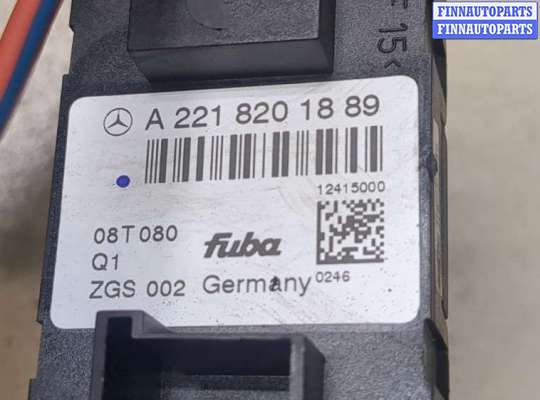 FINNAUTOPARTS
FINNAUTOPARTS
15 <
A 221 820 18 89
12415000
08T080
fuba
Q1
ZGS 002 Germany 0246